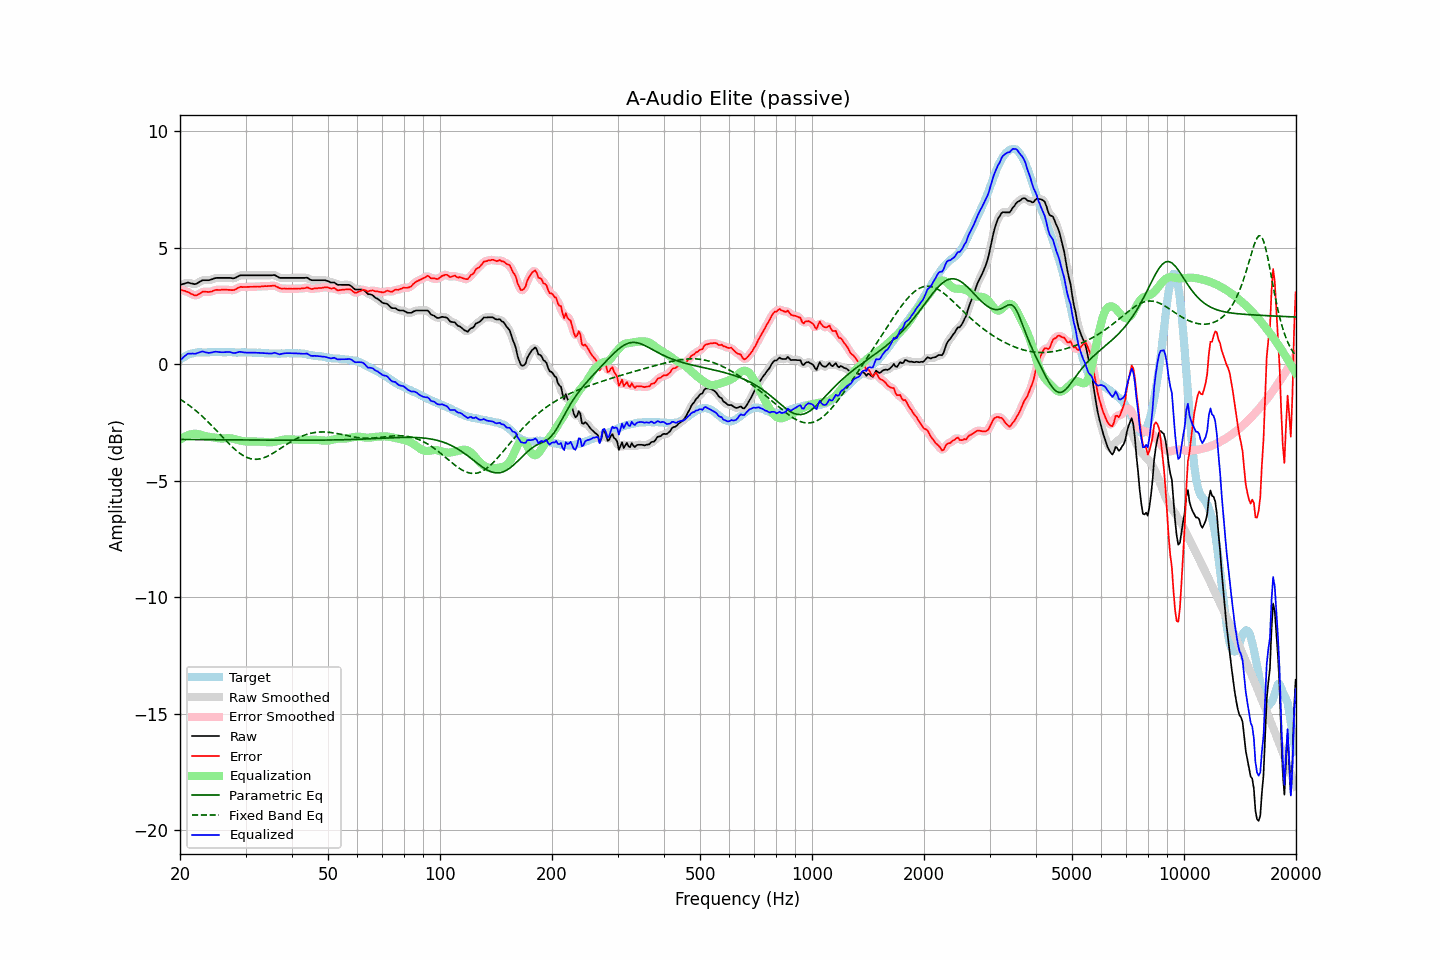 A-Audio Elite (passive)
Amplitude (dBr)
10
5
0
−5
−10
−15
−20
Target
Raw Smoothed
Error Smoothed
Raw
Error
Equalization
Parametric Eq
Fixed Band Eq
Equalized
20 50 100 200 500 1000 2000 5000 10000 20000
Frequency (Hz)